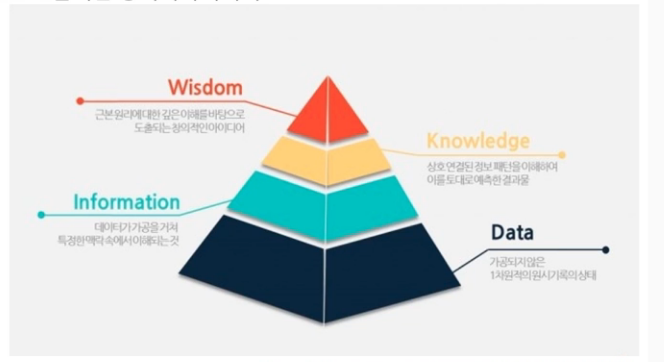 Wisdom
근본 원리에 대한 깊은 이해를 바탕으로
도출되는 창의적인 아이디어
Knowledge
상호 연결된 정보 패턴을 이해하여
이를 토대로 예측한 결과물
Information
데이터가 가공을 거쳐
특정한 맥락 속에서 이해되는 것
Data
가공되지 않은
1차원적의 원시 기록의 상태